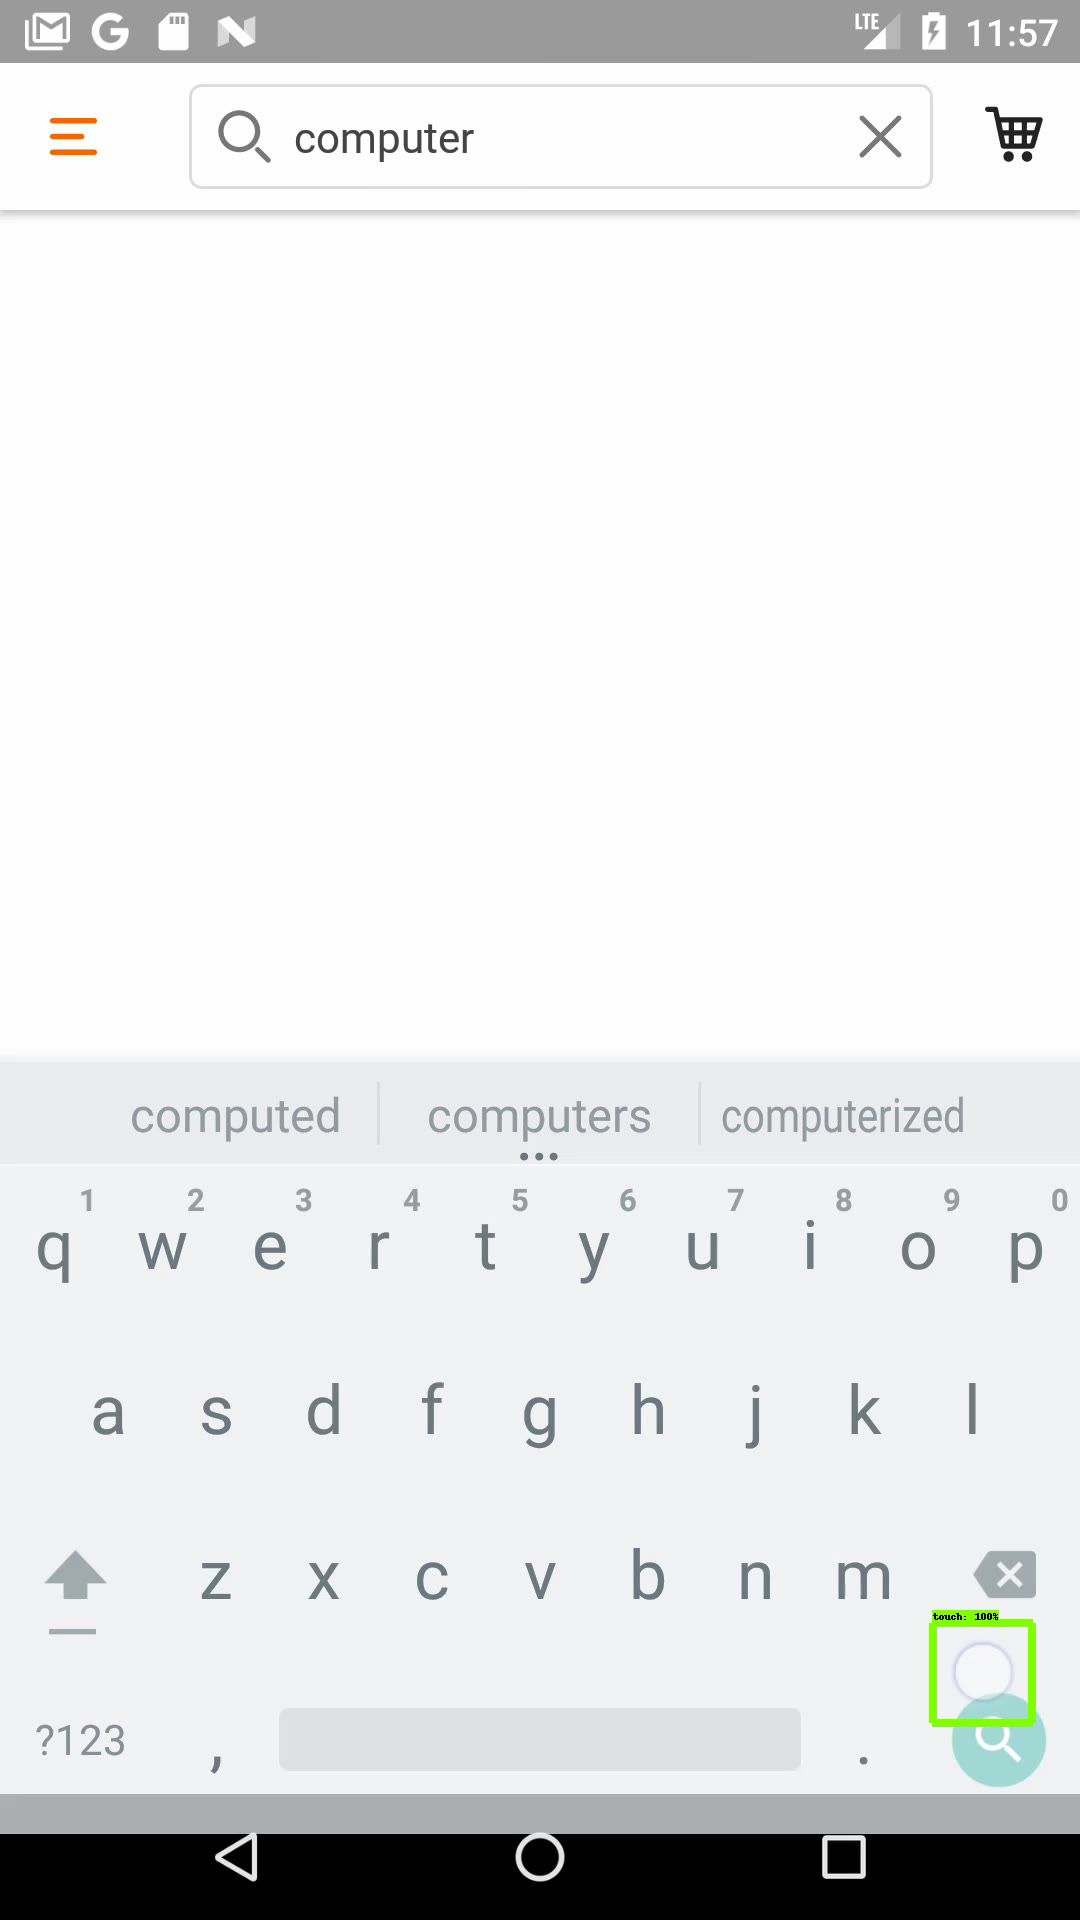 LTE 11:57
computer
computed computers computerized
1 2 3 4 5 6 7 8 9 0
q w e r t y u i o p
a s d f g h j k l
z x c v b n m
touch: 100%
?123 , .